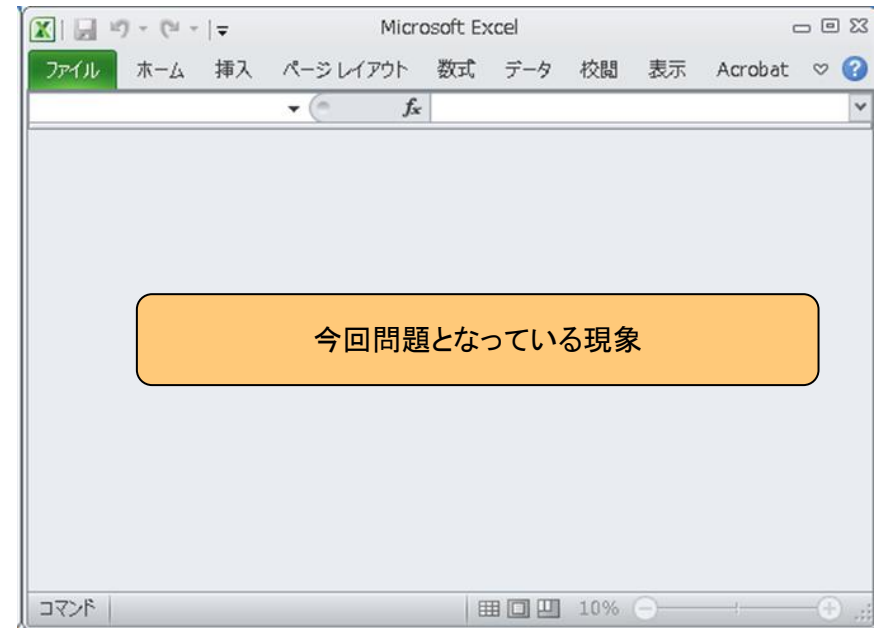 Microsoft Excel
ファイル ホーム 挿入 ページ レイアウト 数式 データ 校閲 表示 Acrobat
fx
今回問題となっている現象
コマンド 10%